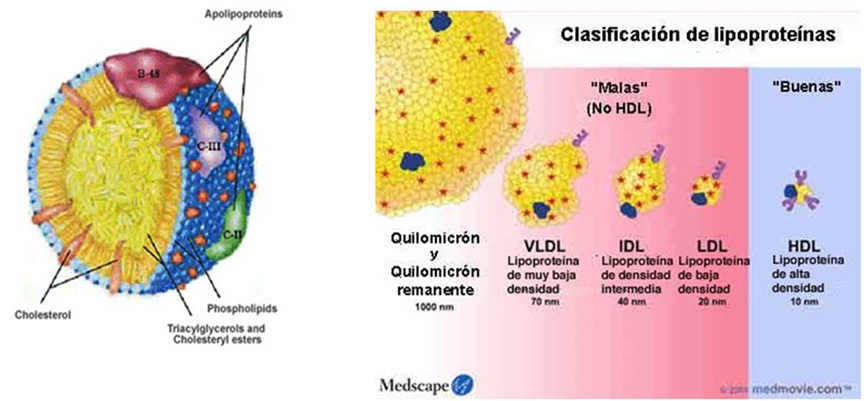 Apolipoproteins
B-48
C-III
C-II
Cholesterol
Phospholipids
Triacylglycerols and
Cholesteryl esters
Clasificación de lipoproteínas
"Malas"
(No HDL)
"Buenas"
Quilomicrón
y
Quilomicrón
remanente
1000 nm
VLDL
Lipoproteína
de muy baja
densidad
70 nm
IDL
Lipoproteína
de densidad
intermedia
40 nm
LDL
Lipoproteína
de baja
densidad
20 nm
HDL
Lipoproteína
de alta
densidad
10 nm
Medscape
medmovie.com™